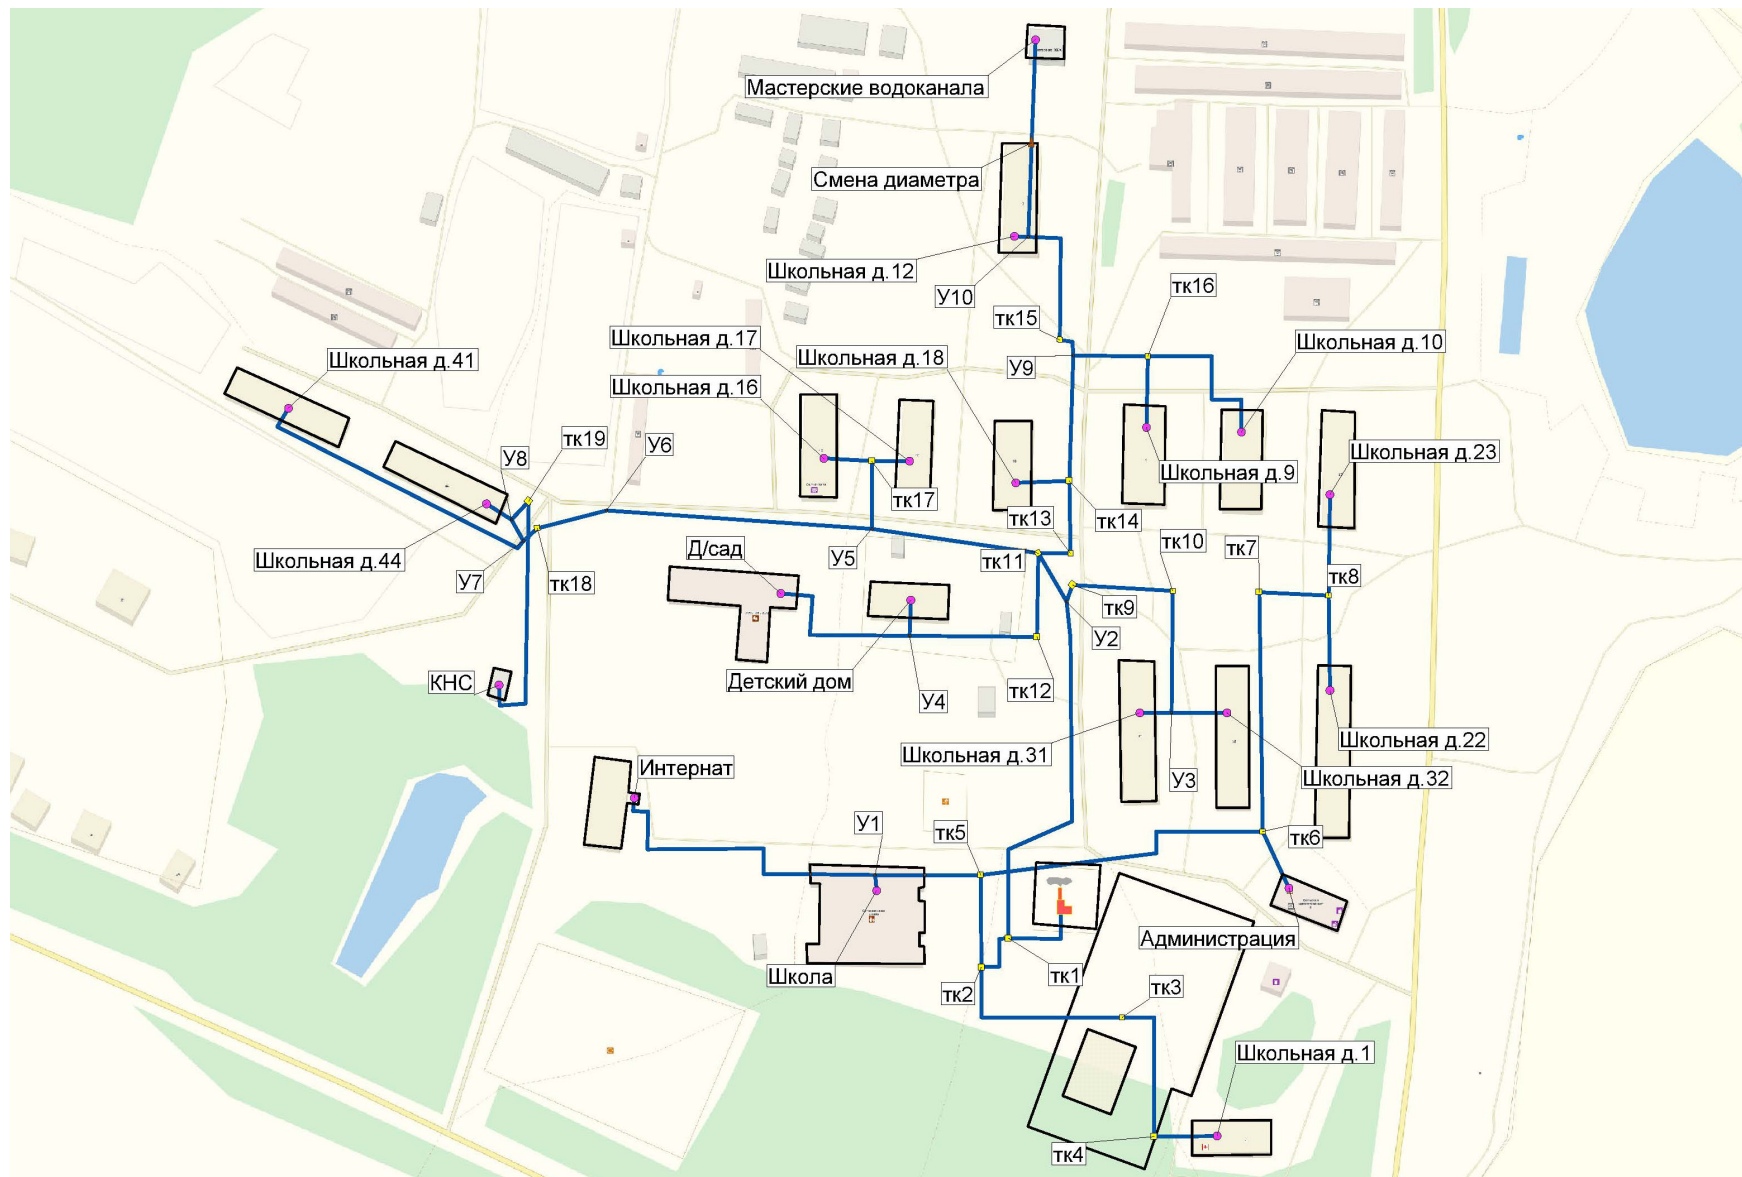 Мастерские водоканала
Смена диаметра
Школьная д.12
У10
тк16
тк15
Школьная д.17
Школьная д.18
Школьная д.10
Школьная д.41
У9
Школьная д.16
тк19
У6
У8
Школьная д.23
Школьная д.9
тк17
тк13
тк14
Д/сад
У5
тк10
тк7
Школьная д.44
тк11
тк8
У7
тк18
тк9
У2
КНС
Детский дом
тк12
У4
Школьная д.22
Школьная д.31
Интернат
У3
Школьная д.32
У1
тк5
тк6
Администрация
Школа
тк1
тк2
тк3
Школьная д.1
тк4